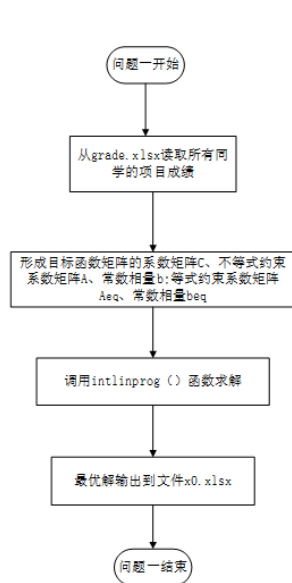 问题一开始
从grade.xlsx读取所有同
学的项目成绩
形成目标函数矩阵的系数矩阵C、不等式约束
系数矩阵A、常数相量b;等式约束系数矩阵
Aeq、常数相量beq
调用intlinprog（）函数求解
最优解输出到文件x0.xlsx
问题一结束